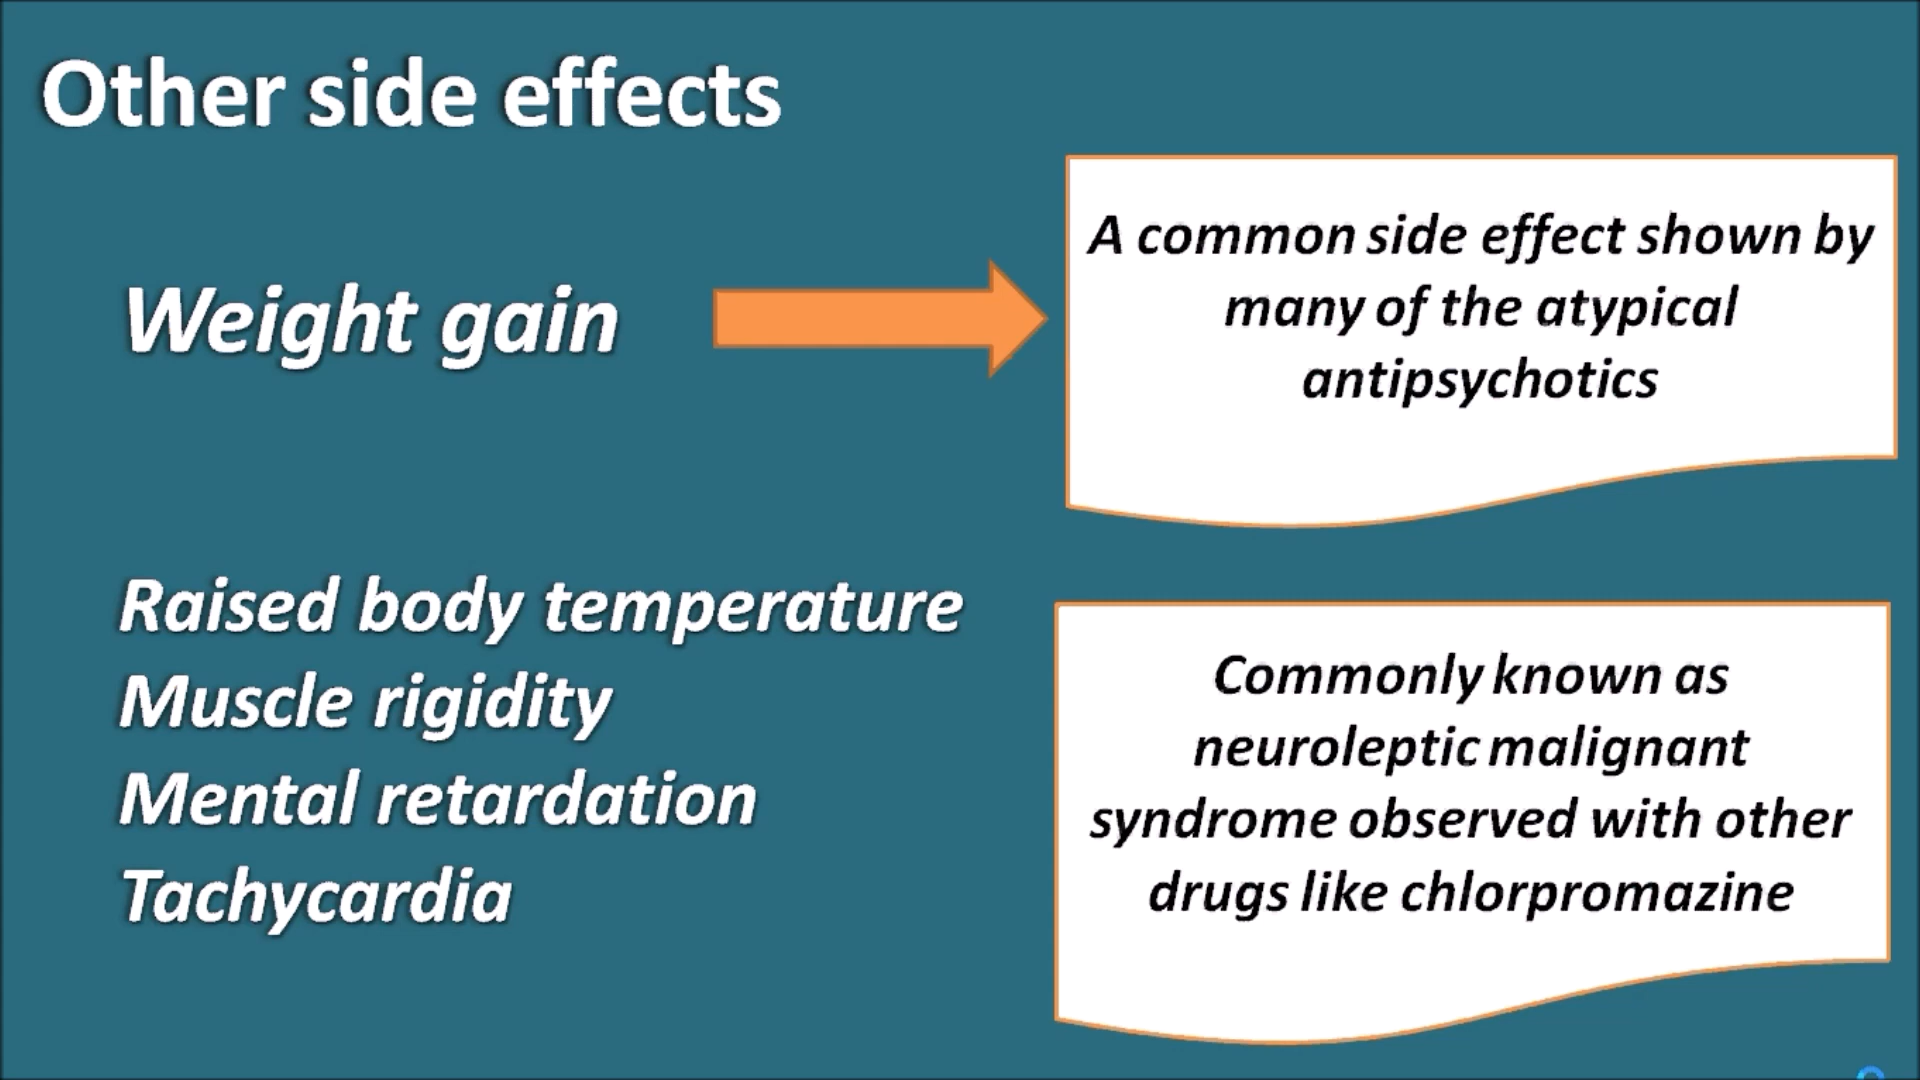 Other side effects
Weight gain
A common side effect shown by
many of the atypical
antipsychotics
Raised body temperature
Muscle rigidity
Mental retardation
Tachycardia
Commonly known as
neuroleptic malignant
syndrome observed with other
drugs like chlorpromazine